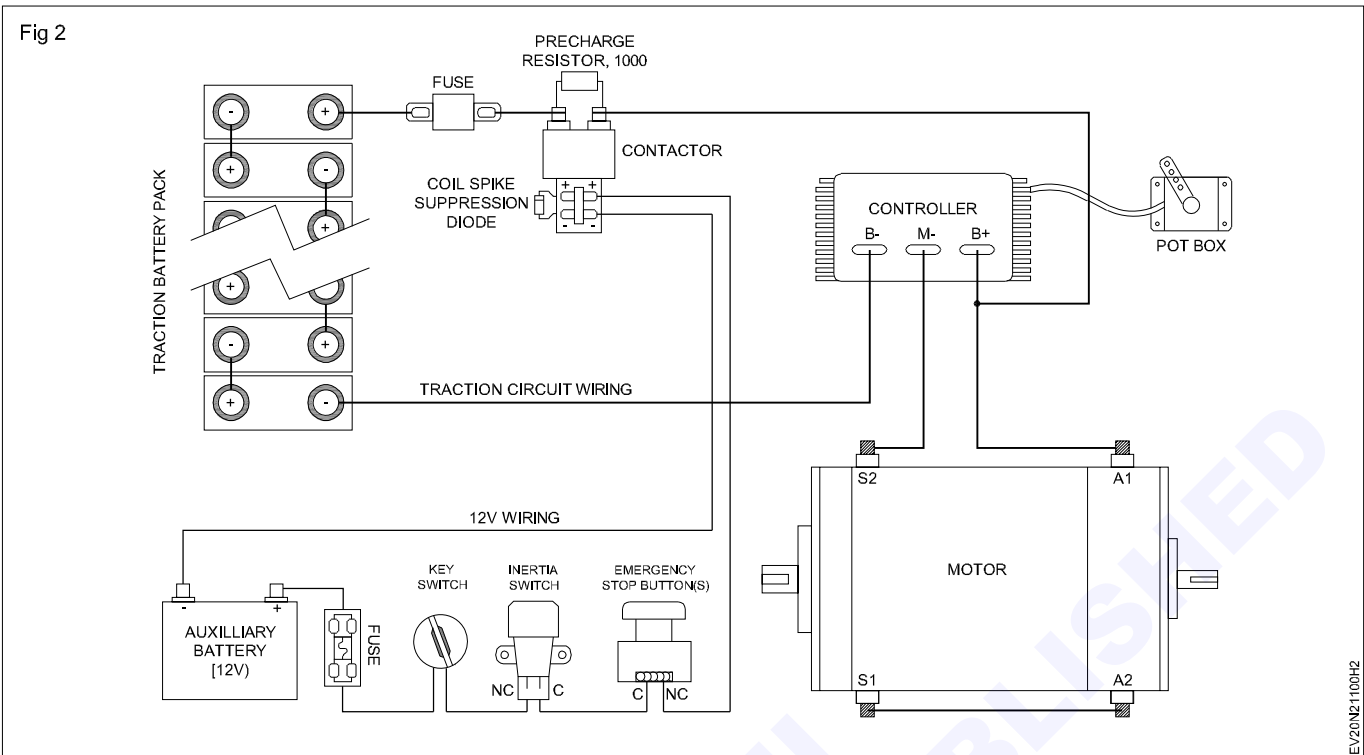 Fig 2
PRECHARGE
RESISTOR, 1000
FUSE
CONTACTOR
COIL SPIKE
SUPPRESSION
DIODE
+ +
- -
TRACTION BATTERY PACK
- +
+ -
+
+
- +
+ -
CONTROLLER
B- M- B+
POT BOX
TRACTION CIRCUIT WIRING
S2 A1
MOTOR
S1 A2
12V WIRING
- +
AUXILLIARY
BATTERY
[12V)
FUSE
KEY
SWITCH
INERTIA
SWITCH
NC C
EMERGENCY
STOP BUTTON(S)
C NC
EV20N21100H2
BLISHED